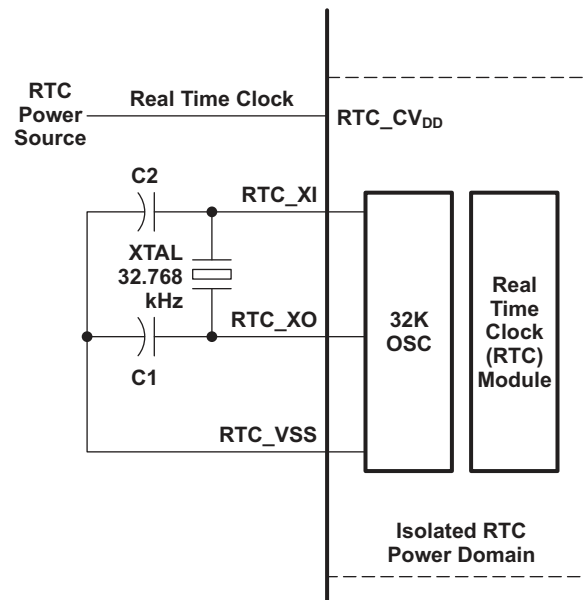 RTC
Power
Source
Real Time Clock
RTC_CVDD
C2
RTC_XI
XTAL
32.768
kHz
RTC_XO
C1
RTC_VSS
32K
OSC
Real
Time
Clock
(RTC)
Module
Isolated RTC
Power Domain